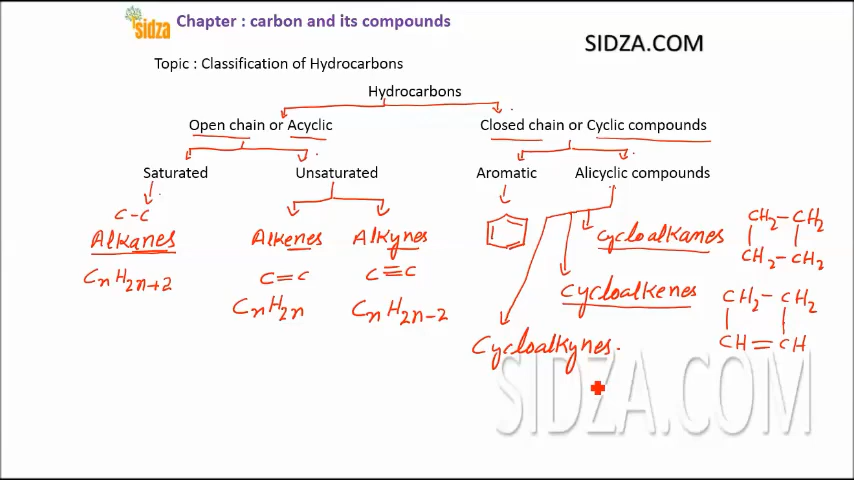 sidza
Chapter : carbon and its compounds
SIDZA.COM
Topic : Classification of Hydrocarbons
Hydrocarbons
Open chain or Acyclic
Closed chain or Cyclic compounds
Saturated
Unsaturated
Aromatic
Alicyclic compounds
C-C
Alkanes
CnH2n+2
Alkenes
C=C
CnH2n
Alkynes
C≡C
CnH2n-2
Cycloalkanes
CH2-CH2
CH2-CH2
Cycloalkenes
CH2-CH2
CH=CH
Cycloalkynes.
SIDZA.COM